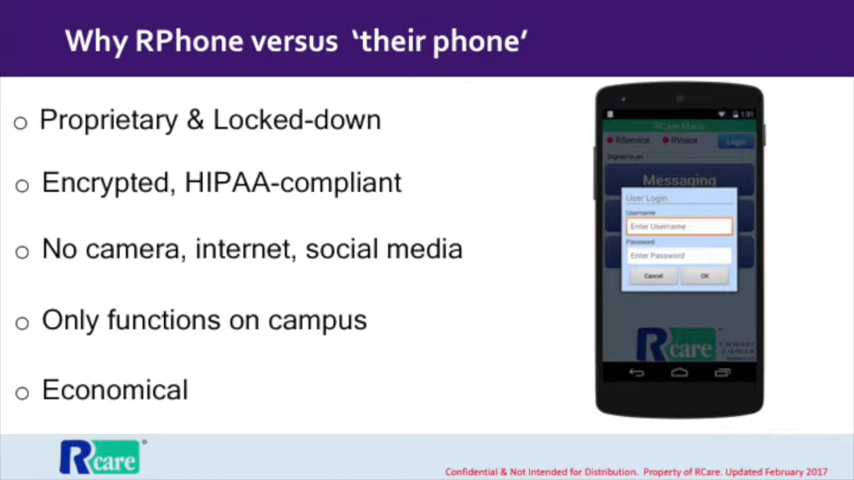 Why RPhone versus ‘their phone’
Proprietary & Locked-down
Encrypted, HIPAA-compliant
No camera, internet, social media
Only functions on campus
Economical
1:31
RCare Menu
RService RVoice Login
Messaging
User Login
Username
Enter Username
Password
Enter Password
Cancel OK
Rcare
Rcare
Confidential & Not Intended for Distribution. Property of RCare. Updated February 2017